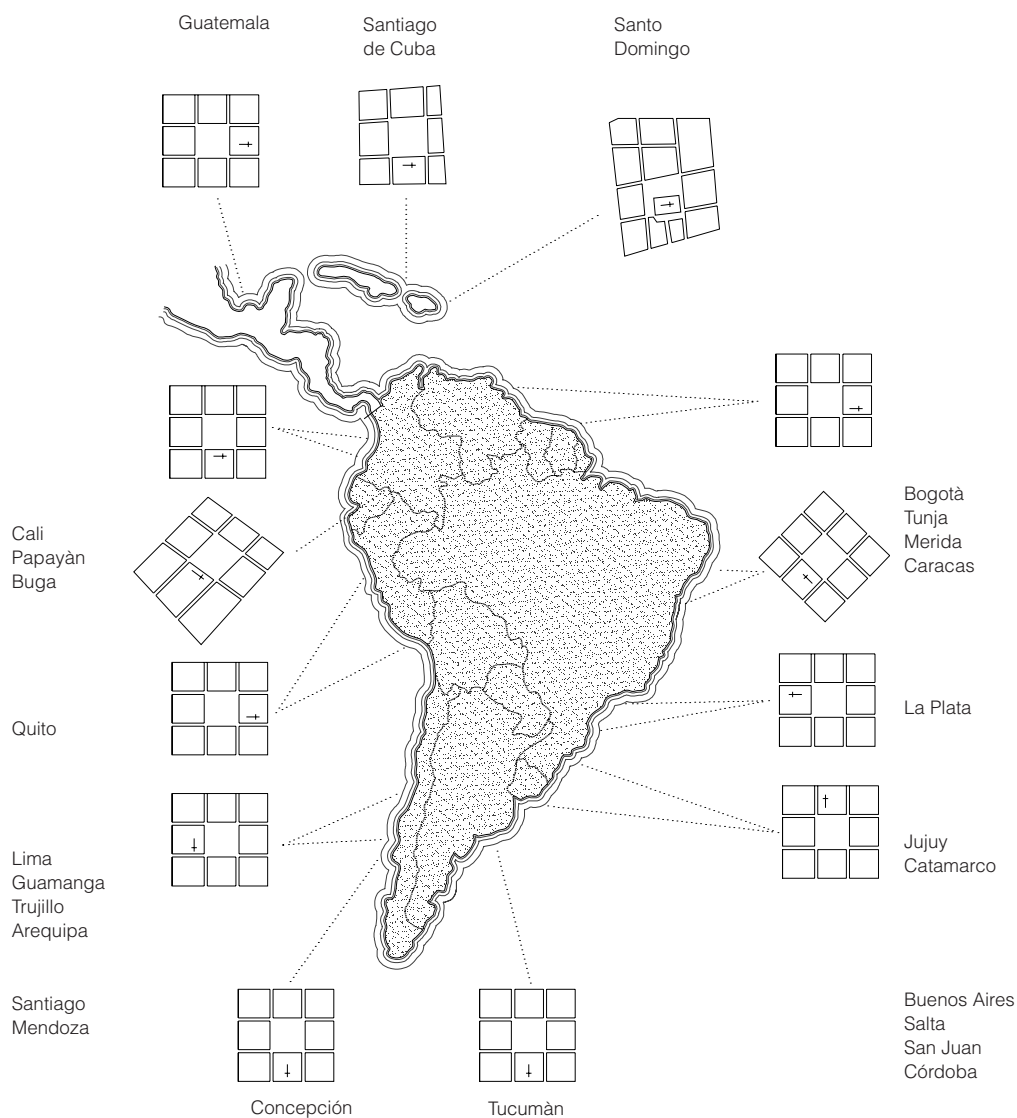 Guatemala
Santiago
de Cuba
Santo
Domingo
Cali
Papayàn
Buga
Bogotà
Tunja
Merida
Caracas
Quito
La Plata
Lima
Guamanga
Trujillo
Arequipa
Jujuy
Catamarco
Santiago
Mendoza
Buenos Aires
Salta
San Juan
Córdoba
Concepción
Tucumàn